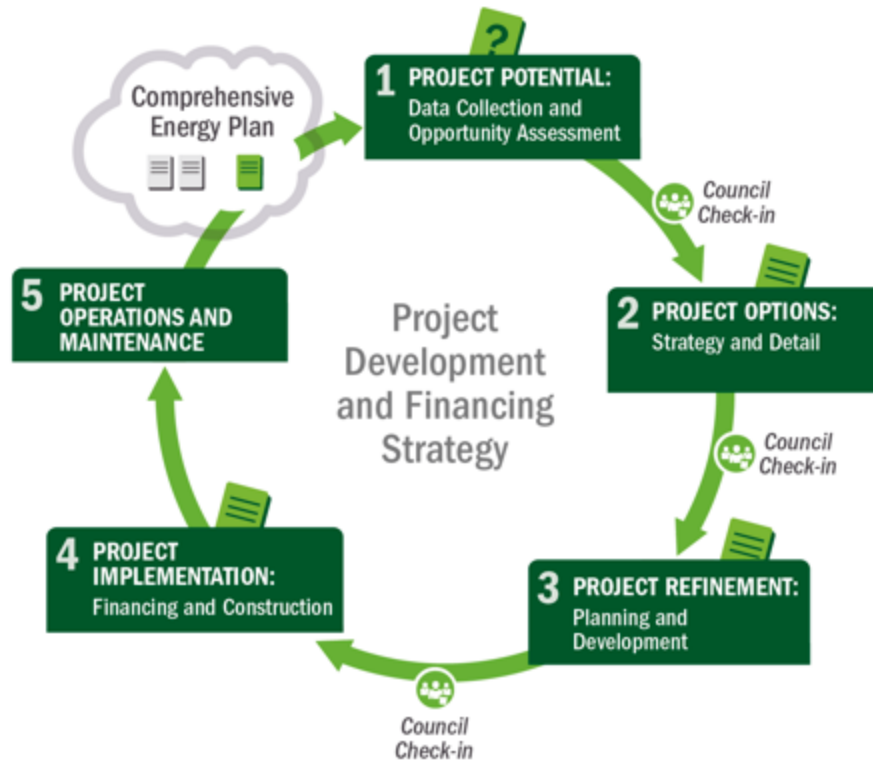 Comprehensive
Energy Plan
?
1 PROJECT POTENTIAL:
Data Collection and
Opportunity Assessment
Council
Check-in
2 PROJECT OPTIONS:
Strategy and Detail
Council
Check-in
3 PROJECT REFINEMENT:
Planning and
Development
Council
Check-in
4 PROJECT
IMPLEMENTATION:
Financing and Construction
5 PROJECT
OPERATIONS AND
MAINTENANCE
Project
Development
and Financing
Strategy